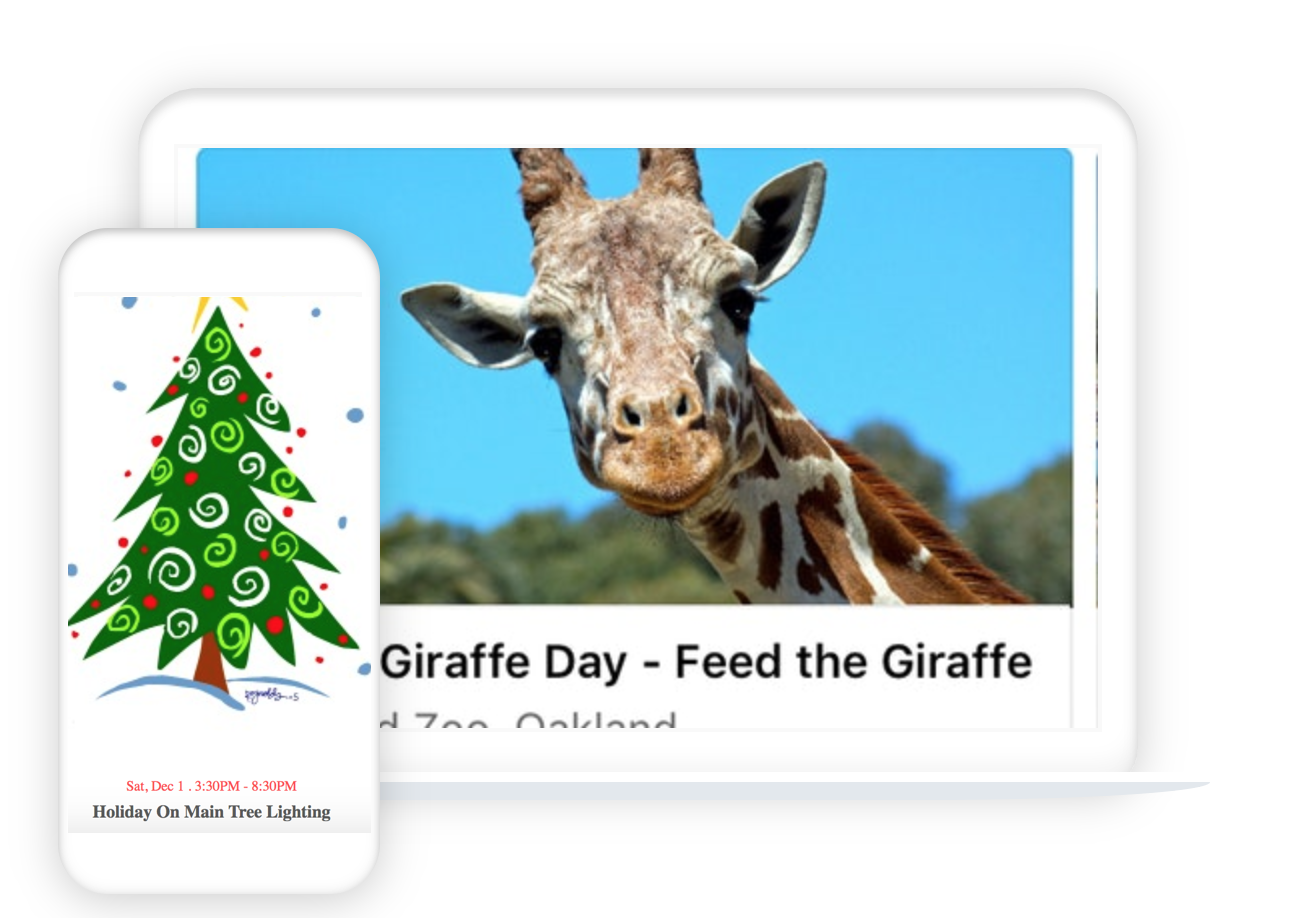 Giraffe Day - Feed the Giraffe
d Zoo, Oakland
Sat, Dec 1 . 3:30PM - 8:30PM
Holiday On Main Tree Lighting